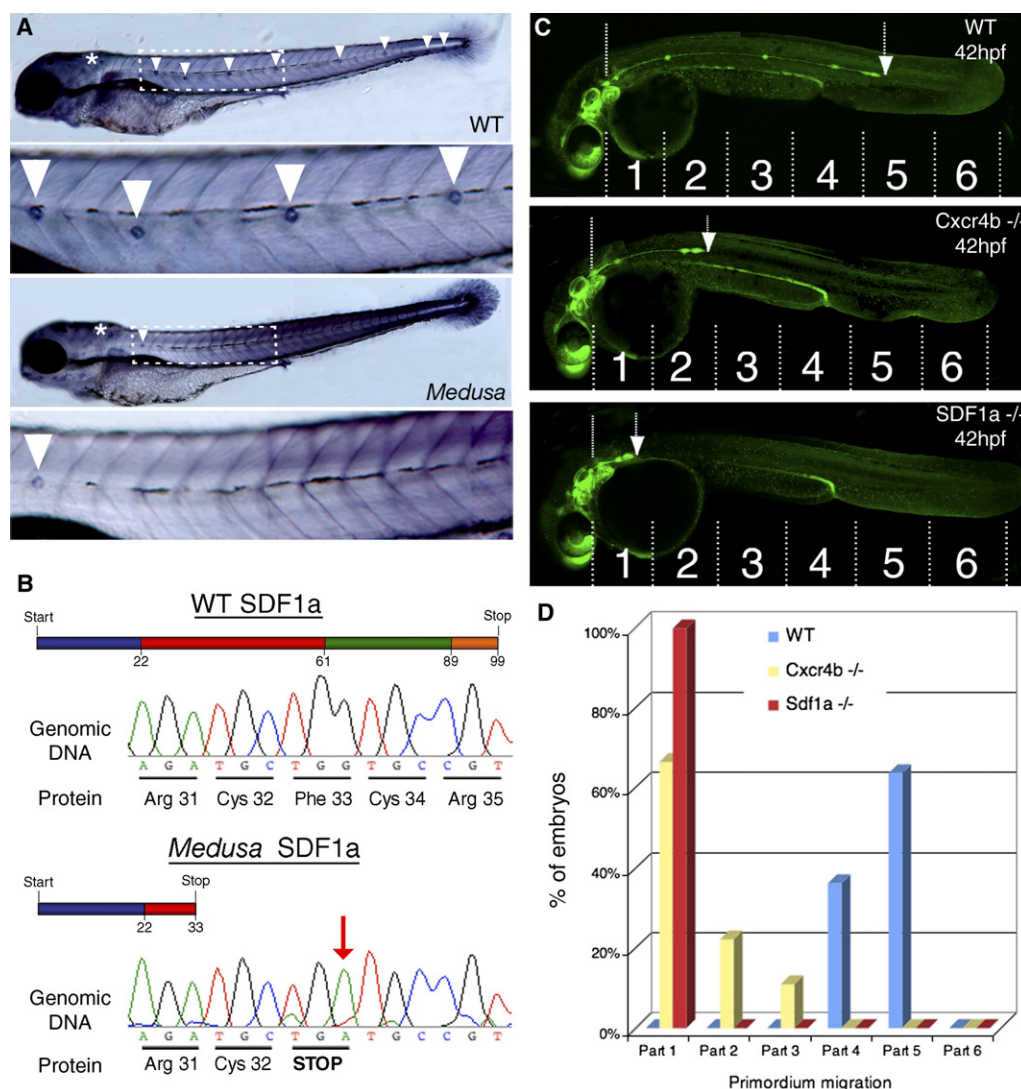 A
*
WT
*
Medusa
B
WT SDF1a
Start
Stop
22
61
89
99
Genomic DNA
A G A T G C T G G T G C C G T
Protein
Arg 31
Cys 32
Phe 33
Cys 34
Arg 35
Medusa SDF1a
Start
Stop
22
33
Genomic DNA
A G A T G C T G A T G C C G T
Protein
Arg 31
Cys 32
STOP
C
WT
42hpf
1 2 3 4 5 6
Cxcr4b -/-
42hpf
1 2 3 4 5 6
SDF1a -/-
42hpf
1 2 3 4 5 6
D
100%
80%
60%
40%
20%
0%
% of embryos
WT
Cxcr4b -/-
Sdf1a -/-
Part 1
Part 2
Part 3
Part 4
Part 5
Part 6
Primordium migration